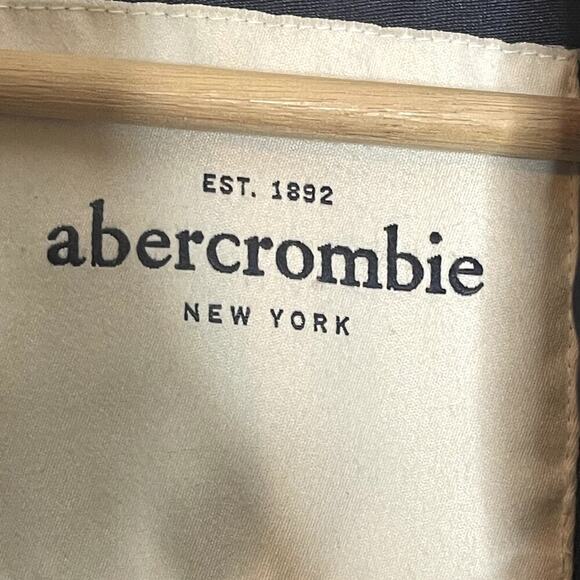 EST. 1892
abercrombie
NEW YORK